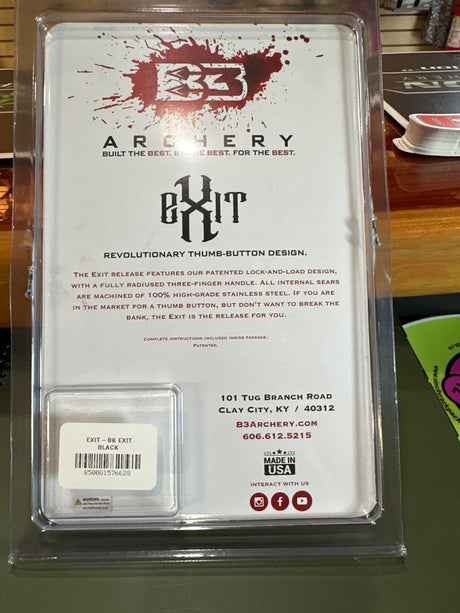 B3
ARCHERY
BUILT THE BEST. BY THE BEST. FOR THE BEST.
EXIT
REVOLUTIONARY THUMB-BUTTON DESIGN.
THE EXIT RELEASE FEATURES OUR PATENTED LOCK-AND-LOAD DESIGN,
WITH A FULLY RADIUSED THREE-FINGER HANDLE. ALL INTERNAL SEARS
ARE MACHINED OF 100% HIGH-GRADE STAINLESS STEEL. IF YOU ARE
IN THE MARKET FOR A THUMB BUTTON, BUT DON'T WANT TO BREAK THE
BANK, THE EXIT IS THE RELEASE FOR YOU.
COMPLETE INSTRUCTIONS INCLUDED INSIDE PACKAGE.
PATENTED.
101 TUG BRANCH ROAD
CLAY CITY, KY / 40312
B3ARCHERY.COM
606.612.5215
MADE IN
USA
INTERACT WITH US
EXIT - BK EXIT
BLACK
850001576628
WARNING